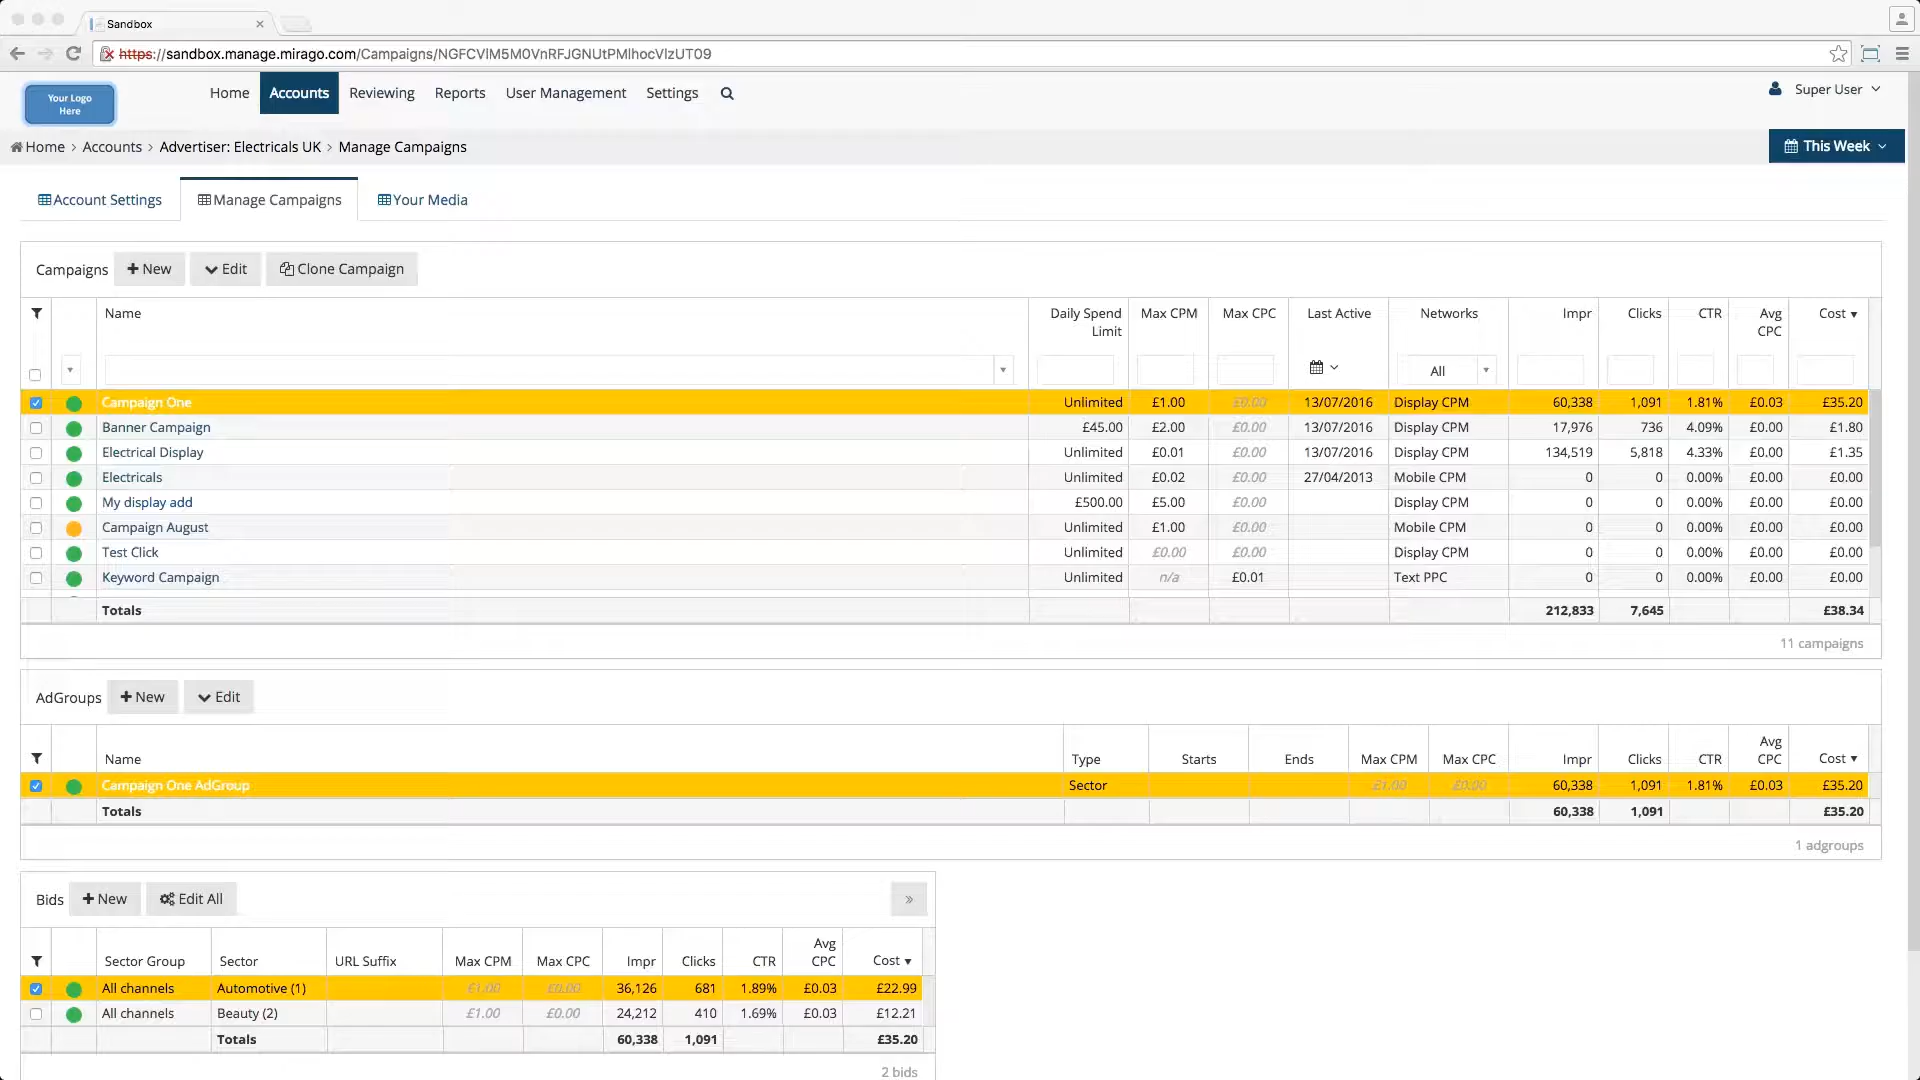 Sandbox
https://sandbox.manage.mirago.com/Campaigns/NGFCVlM5M0VnRFJGNUtPMlhocVlzUT09
Your Logo
Here
Home Accounts Reviewing Reports User Management Settings
Super User
Home › Accounts › Advertiser: Electricals UK › Manage Campaigns
This Week
Account Settings Manage Campaigns Your Media
Campaigns New Edit Clone Campaign
Name Daily Spend Limit Max CPM Max CPC Last Active Networks Impr Clicks CTR Avg CPC Cost
All
Campaign One Unlimited £1.00 £0.00 13/07/2016 Display CPM 60,338 1,091 1.81% £0.03 £35.20
Banner Campaign £45.00 £2.00 £0.00 13/07/2016 Display CPM 17,976 736 4.09% £0.00 £1.80
Electrical Display Unlimited £0.01 £0.00 13/07/2016 Display CPM 134,519 5,818 4.33% £0.00 £1.35
Electricals Unlimited £0.02 £0.00 27/04/2013 Mobile CPM 0 0 0.00% £0.00 £0.00
My display add £500.00 £5.00 £0.00 Display CPM 0 0 0.00% £0.00 £0.00
Campaign August Unlimited £1.00 £0.00 Mobile CPM 0 0 0.00% £0.00 £0.00
Test Click Unlimited £0.00 £0.00 Display CPM 0 0 0.00% £0.00 £0.00
Keyword Campaign Unlimited n/a £0.01 Text PPC 0 0 0.00% £0.00 £0.00
Totals 212,833 7,645 £38.34
11 campaigns
AdGroups New Edit
Name Type Starts Ends Max CPM Max CPC Impr Clicks CTR Avg CPC Cost
Campaign One AdGroup Sector £1.00 £0.00 60,338 1,091 1.81% £0.03 £35.20
Totals 60,338 1,091 £35.20
1 adgroups
Bids New Edit All »
Sector Group Sector URL Suffix Max CPM Max CPC Impr Clicks CTR Avg CPC Cost
All channels Automotive (1) £1.00 £0.00 36,126 681 1.89% £0.03 £22.99
All channels Beauty (2) £1.00 £0.00 24,212 410 1.69% £0.03 £12.21
Totals 60,338 1,091 £35.20
2 bids